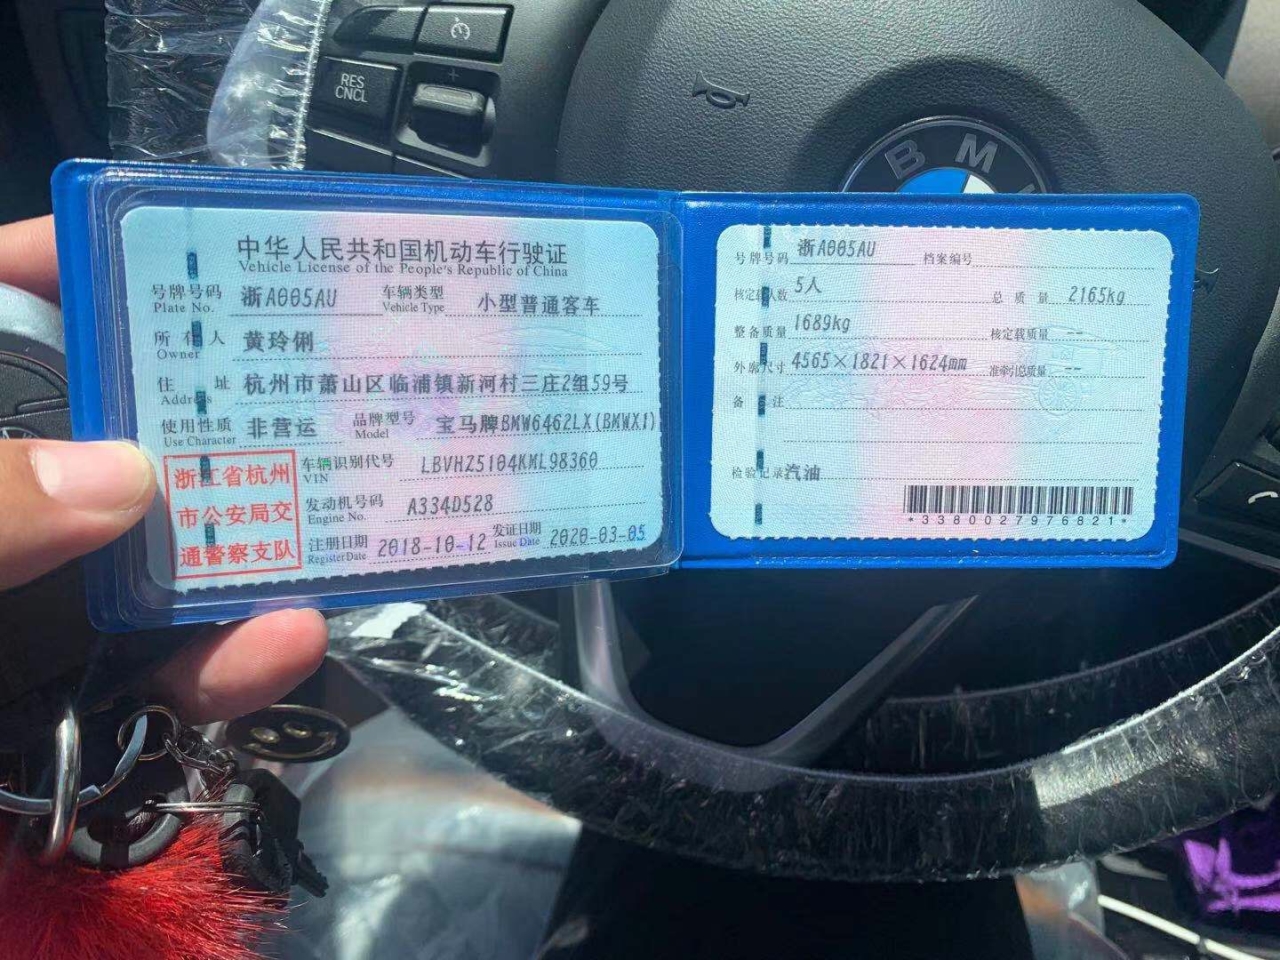 RES
CNCL
BMW
中华人民共和国机动车行驶证
Vehicle License of the People's Republic of China
号牌号码 浙A005AU 车辆类型 小型普通客车
Plate No. Vehicle Type
所有人 黄玲俐
Owner
住址 杭州市萧山区临浦镇新河村三庄2组59号
Address
使用性质 非营运 品牌型号 宝马牌BMW6462LX(BMWX1)
Use Character Model
浙江省杭州
市公安局交
通警察支队
车辆识别代号 LBVHZ5104KML98360
VIN
发动机号码 A334D528
Engine No.
注册日期 2018-10-12 发证日期 2020-03-05
Register Date Issue Date
号牌号码 浙A005AU 档案编号
核定载人数 5人 总质量 2165kg
整备质量 1689kg 核定载质量 --
外廓尺寸 4565×1821×1624mm 准牵引总质量 --
备注
检验记录 汽油
*3380027976821*